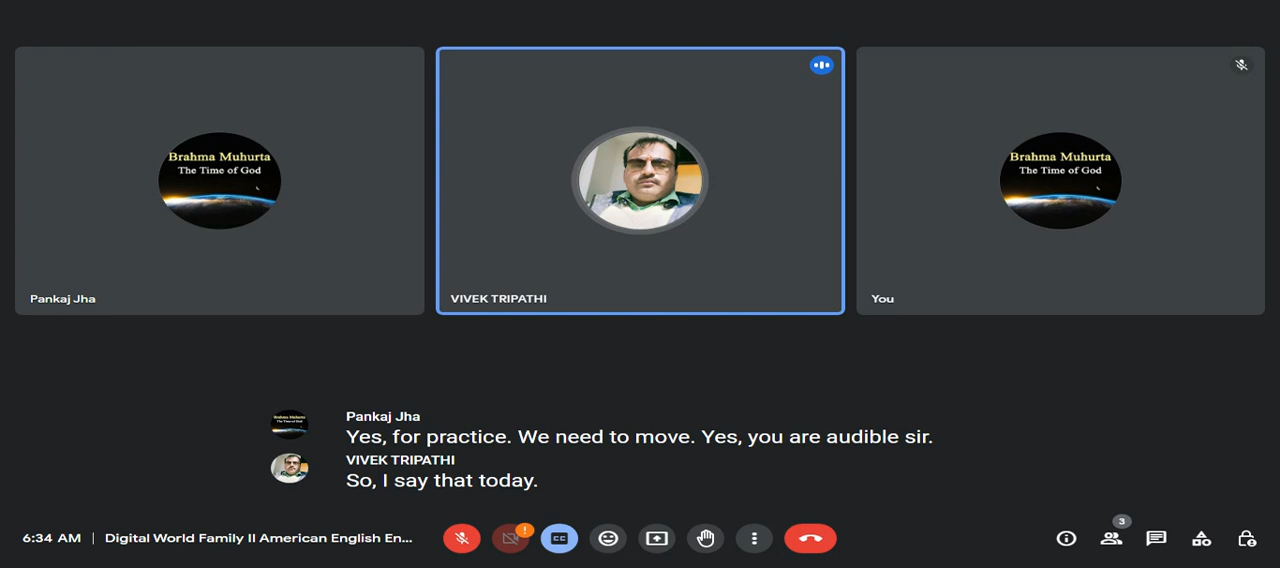 Brahma Muhurta
The Time of God
Pankaj Jha
VIVEK TRIPATHI
Brahma Muhurta
The Time of God
You
Pankaj Jha
Yes, for practice. We need to move. Yes, you are audible sir.
VIVEK TRIPATHI
So, I say that today.
6:34 AM | Digital World Family II American English En...
!
CC
3